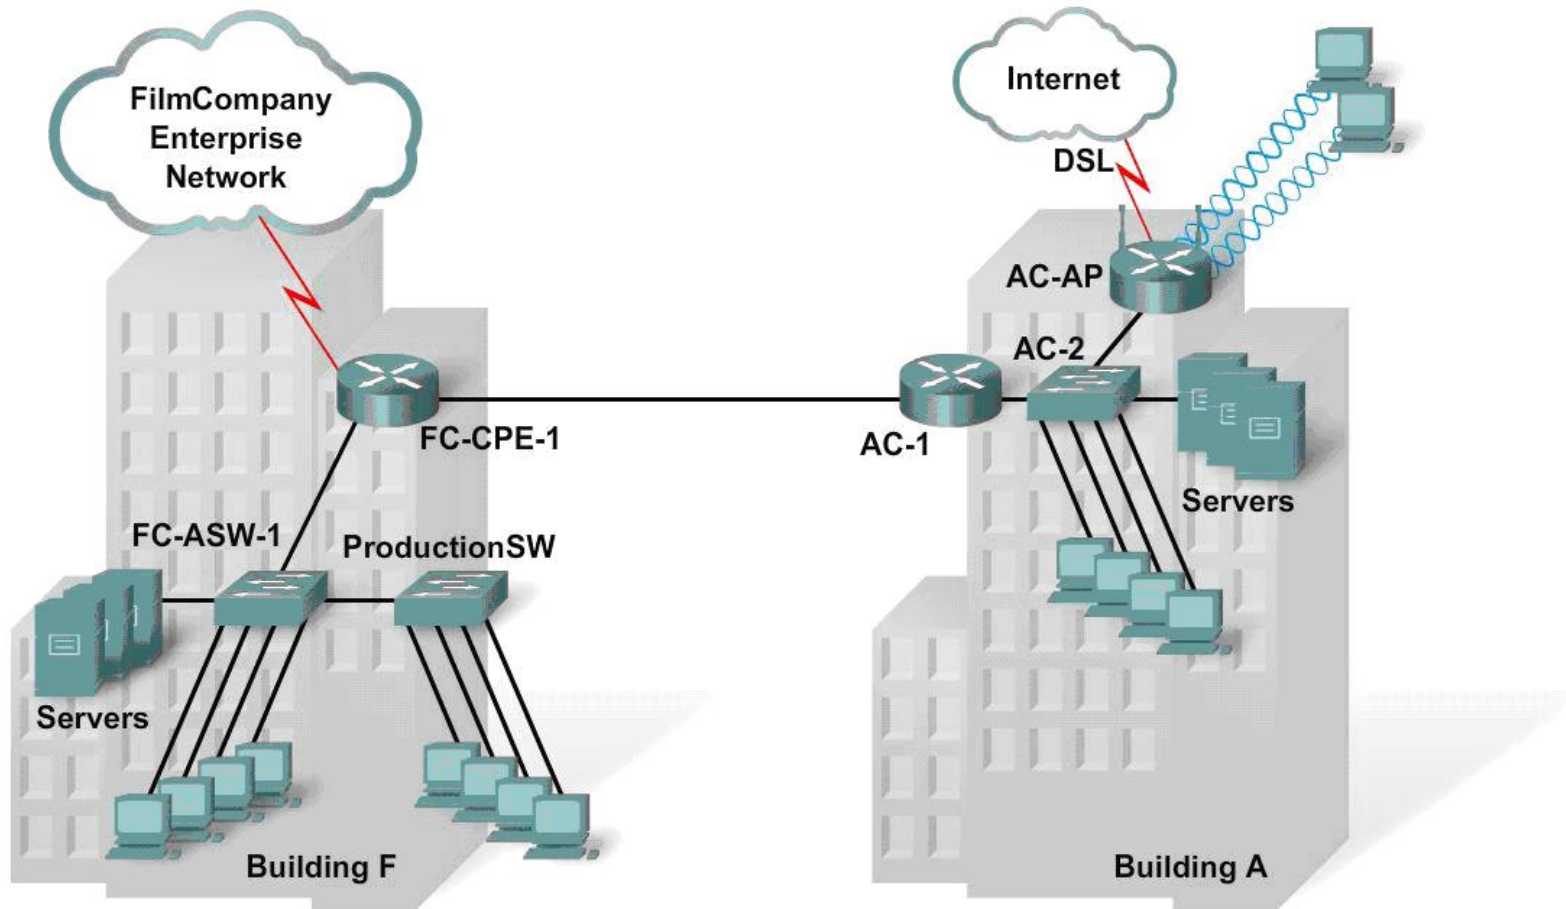 FilmCompany
Enterprise
Network
Internet
DSL
AC-AP
AC-2
FC-CPE-1
AC-1
Servers
FC-ASW-1
ProductionSW
Servers
Building F
Building A